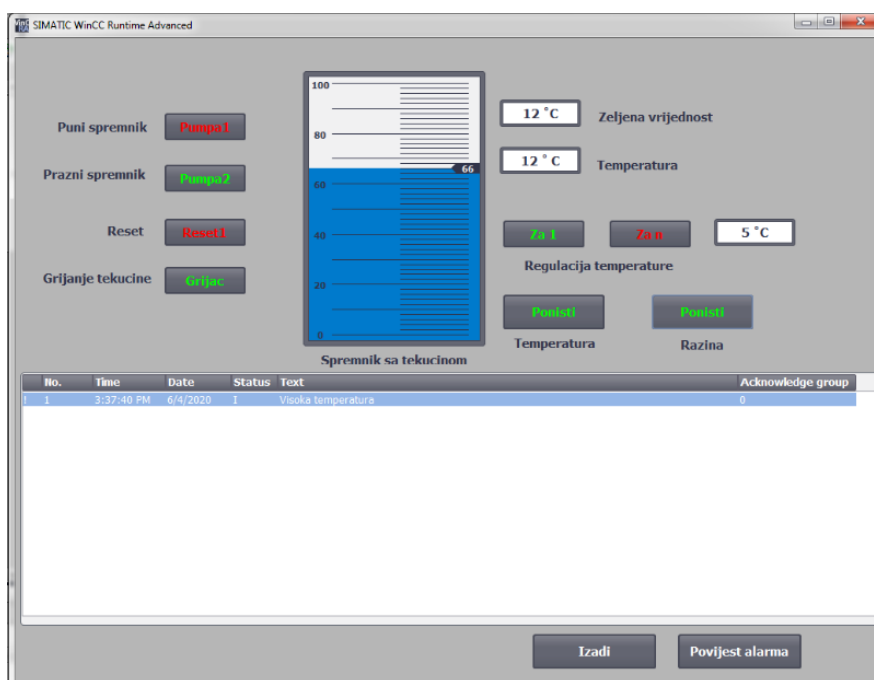 SIMATIC WinCC Runtime Advanced
Puni spremnik Pumpa1
Prazni spremnik Pumpa2
Reset Reset1
Grijanje tekucine Grijac
100
80
66
60
40
20
0
Spremnik sa tekucinom
12 °C Zeljena vrijednost
12 ° C Temperatura
Za 1 Za n 5 °C
Regulacija temperature
Ponisti Ponisti
Temperatura Razina
No. Time Date Status Text Acknowledge group
! 1 3:37:40 PM 6/4/2020 I Visoka temperatura 0
Izadi Povijest alarma